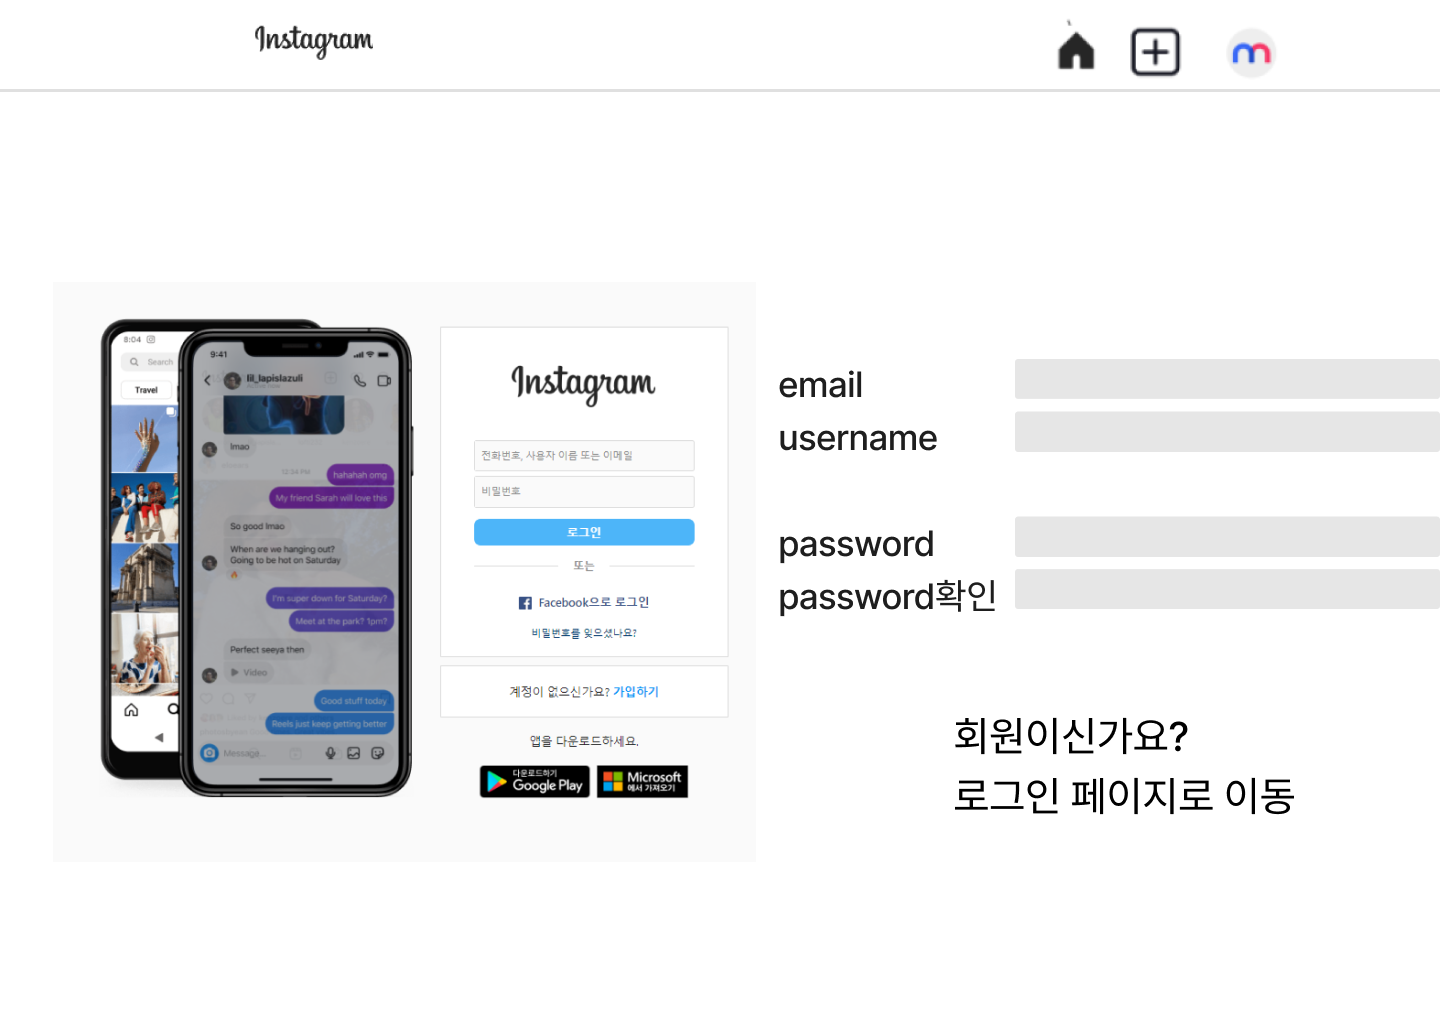 Instagram
8:04
Search
Travel
9:41
lil_lapislazuli
lmao
12:34 PM
hahahah omg
My friend Sarah will love this
So good lmao
When are we hanging out?
Going to be hot on Saturday
I'm super down for Saturday?
Meet at the park? 1pm?
Perfect seeya then
Video
Good stuff today
Reels just keep getting better
Message...
Instagram
전화번호, 사용자 이름 또는 이메일
비밀번호
로그인
또는
Facebook으로 로그인
비밀번호를 잊으셨나요?
계정이 없으신가요? 가입하기
앱을 다운로드하세요.
다운로드하기
Google Play
Microsoft
에서 가져오기
email
username
password
password확인
회원이신가요?
로그인 페이지로 이동